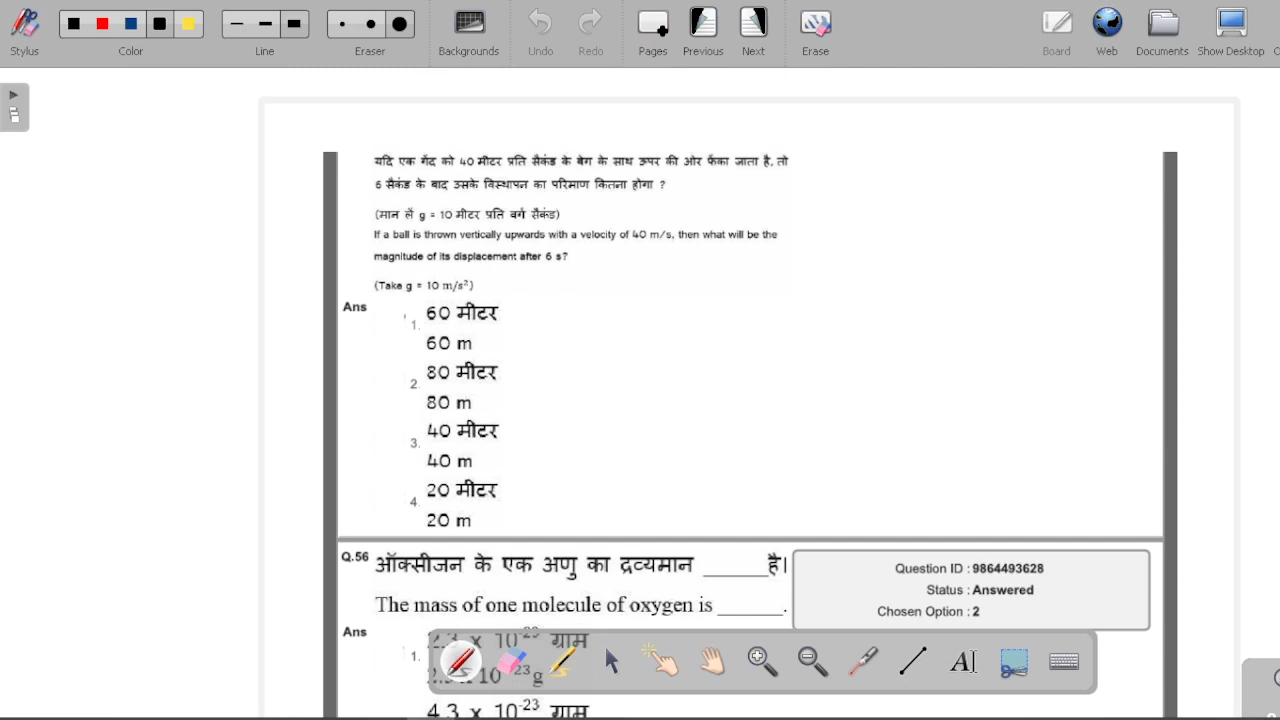 Stylus
Color
Line
Eraser
Backgrounds
Undo
Redo
Pages
Previous
Next
Erase
Board
Web
Documents
Show Desktop
यदि एक गेंद को 40 मीटर प्रति सैकंड के बेग के साथ ऊपर की ओर फेंका जाता है, तो
6 सैकंड के बाद उसके विस्थापन का परिमाण कितना होगा ?
(मान लें g = 10 मीटर प्रति बर्ग सैकंड)
If a ball is thrown vertically upwards with a velocity of 40 m/s, then what will be the
magnitude of its displacement after 6 s?
(Take g = 10 m/s²)
Ans
1. 60 मीटर
60 m
2. 80 मीटर
80 m
3. 40 मीटर
40 m
4. 20 मीटर
20 m
Q.56 ऑक्सीजन के एक अणु का द्रव्यमान ______है।
The mass of one molecule of oxygen is ______.
Question ID : 9864493628
Status : Answered
Chosen Option : 2
Ans
1. ग्राम
g
4.3 x 10⁻²³ ग्राम